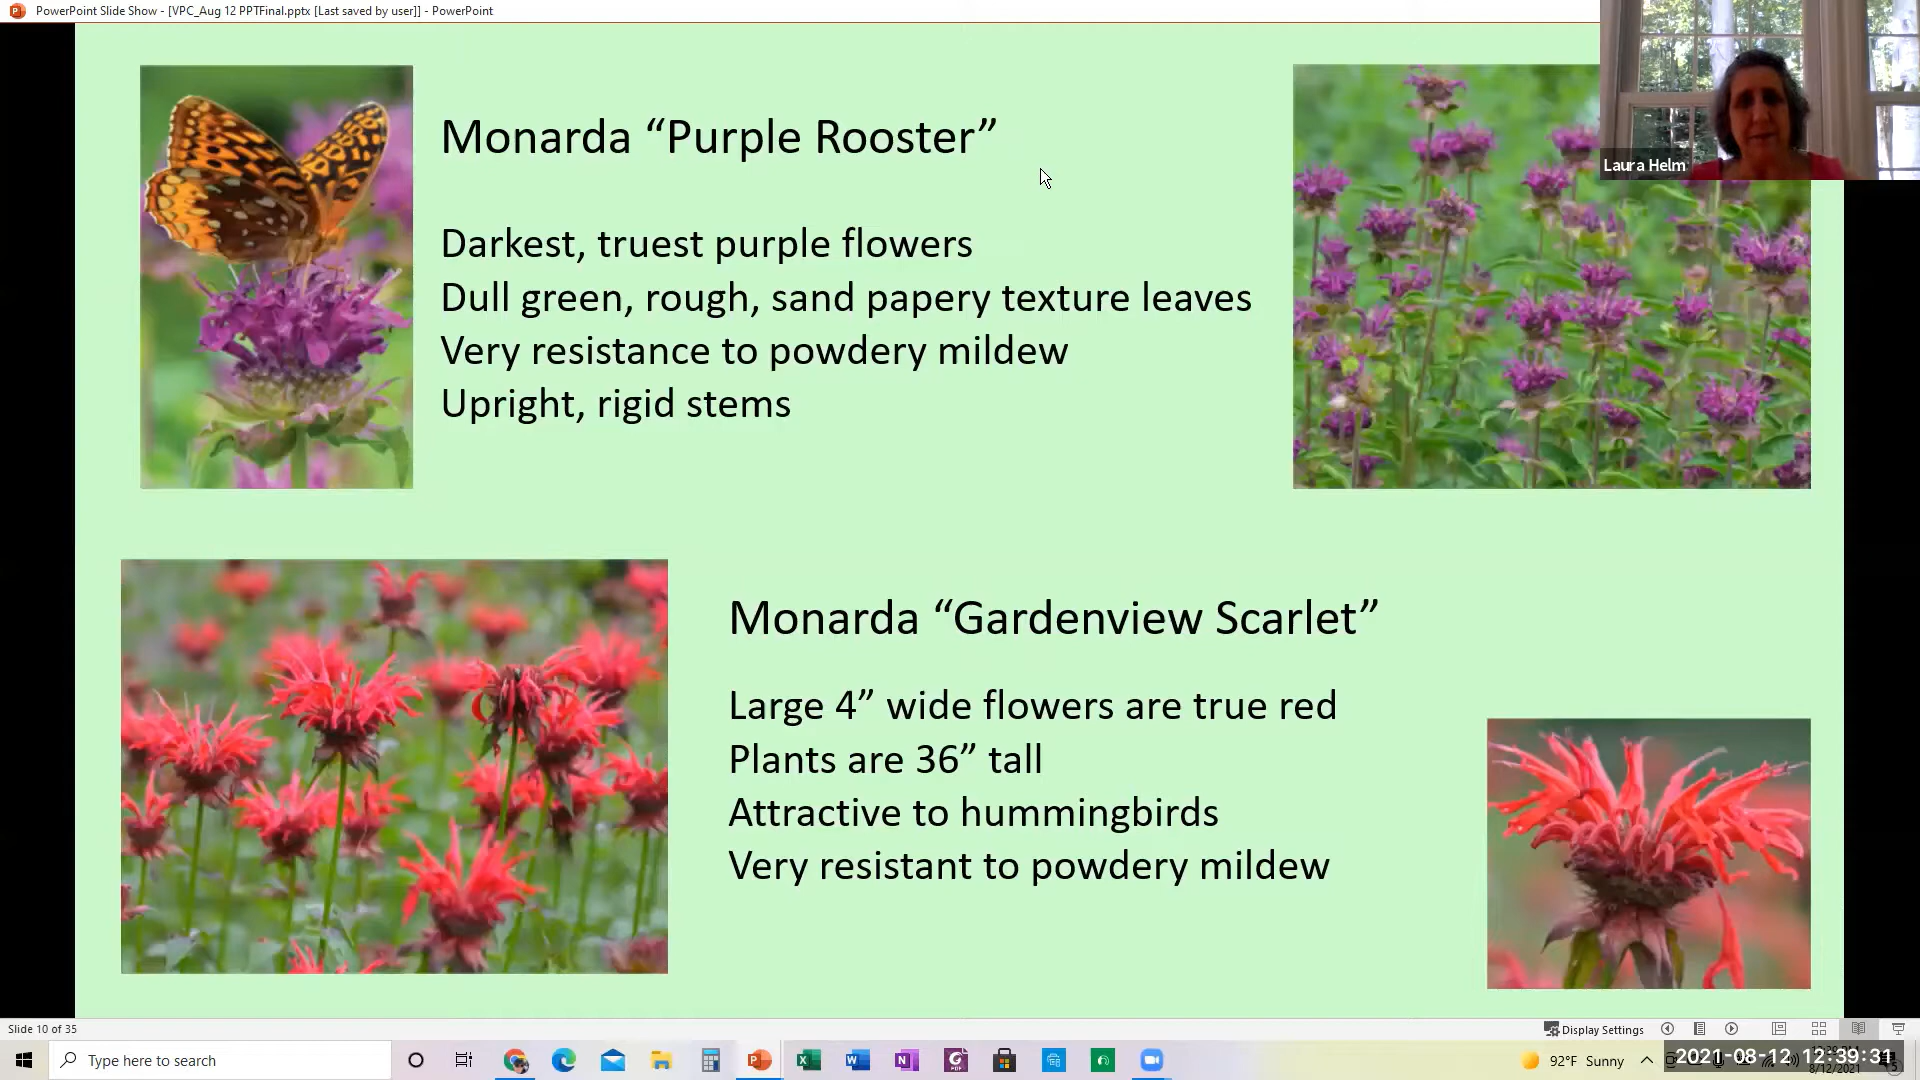 PowerPoint Slide Show - [VPC_Aug 12 PPTFinal.pptx [Last saved by user]] - PowerPoint
Laura Helm
Monarda “Purple Rooster”
Darkest, truest purple flowers
Dull green, rough, sand papery texture leaves
Very resistance to powdery mildew
Upright, rigid stems
Monarda “Gardenview Scarlet”
Large 4” wide flowers are true red
Plants are 36” tall
Attractive to hummingbirds
Very resistant to powdery mildew
Slide 10 of 35
Display Settings
Type here to search
92°F Sunny
2021-08-12 12:39:31
8/12/2021